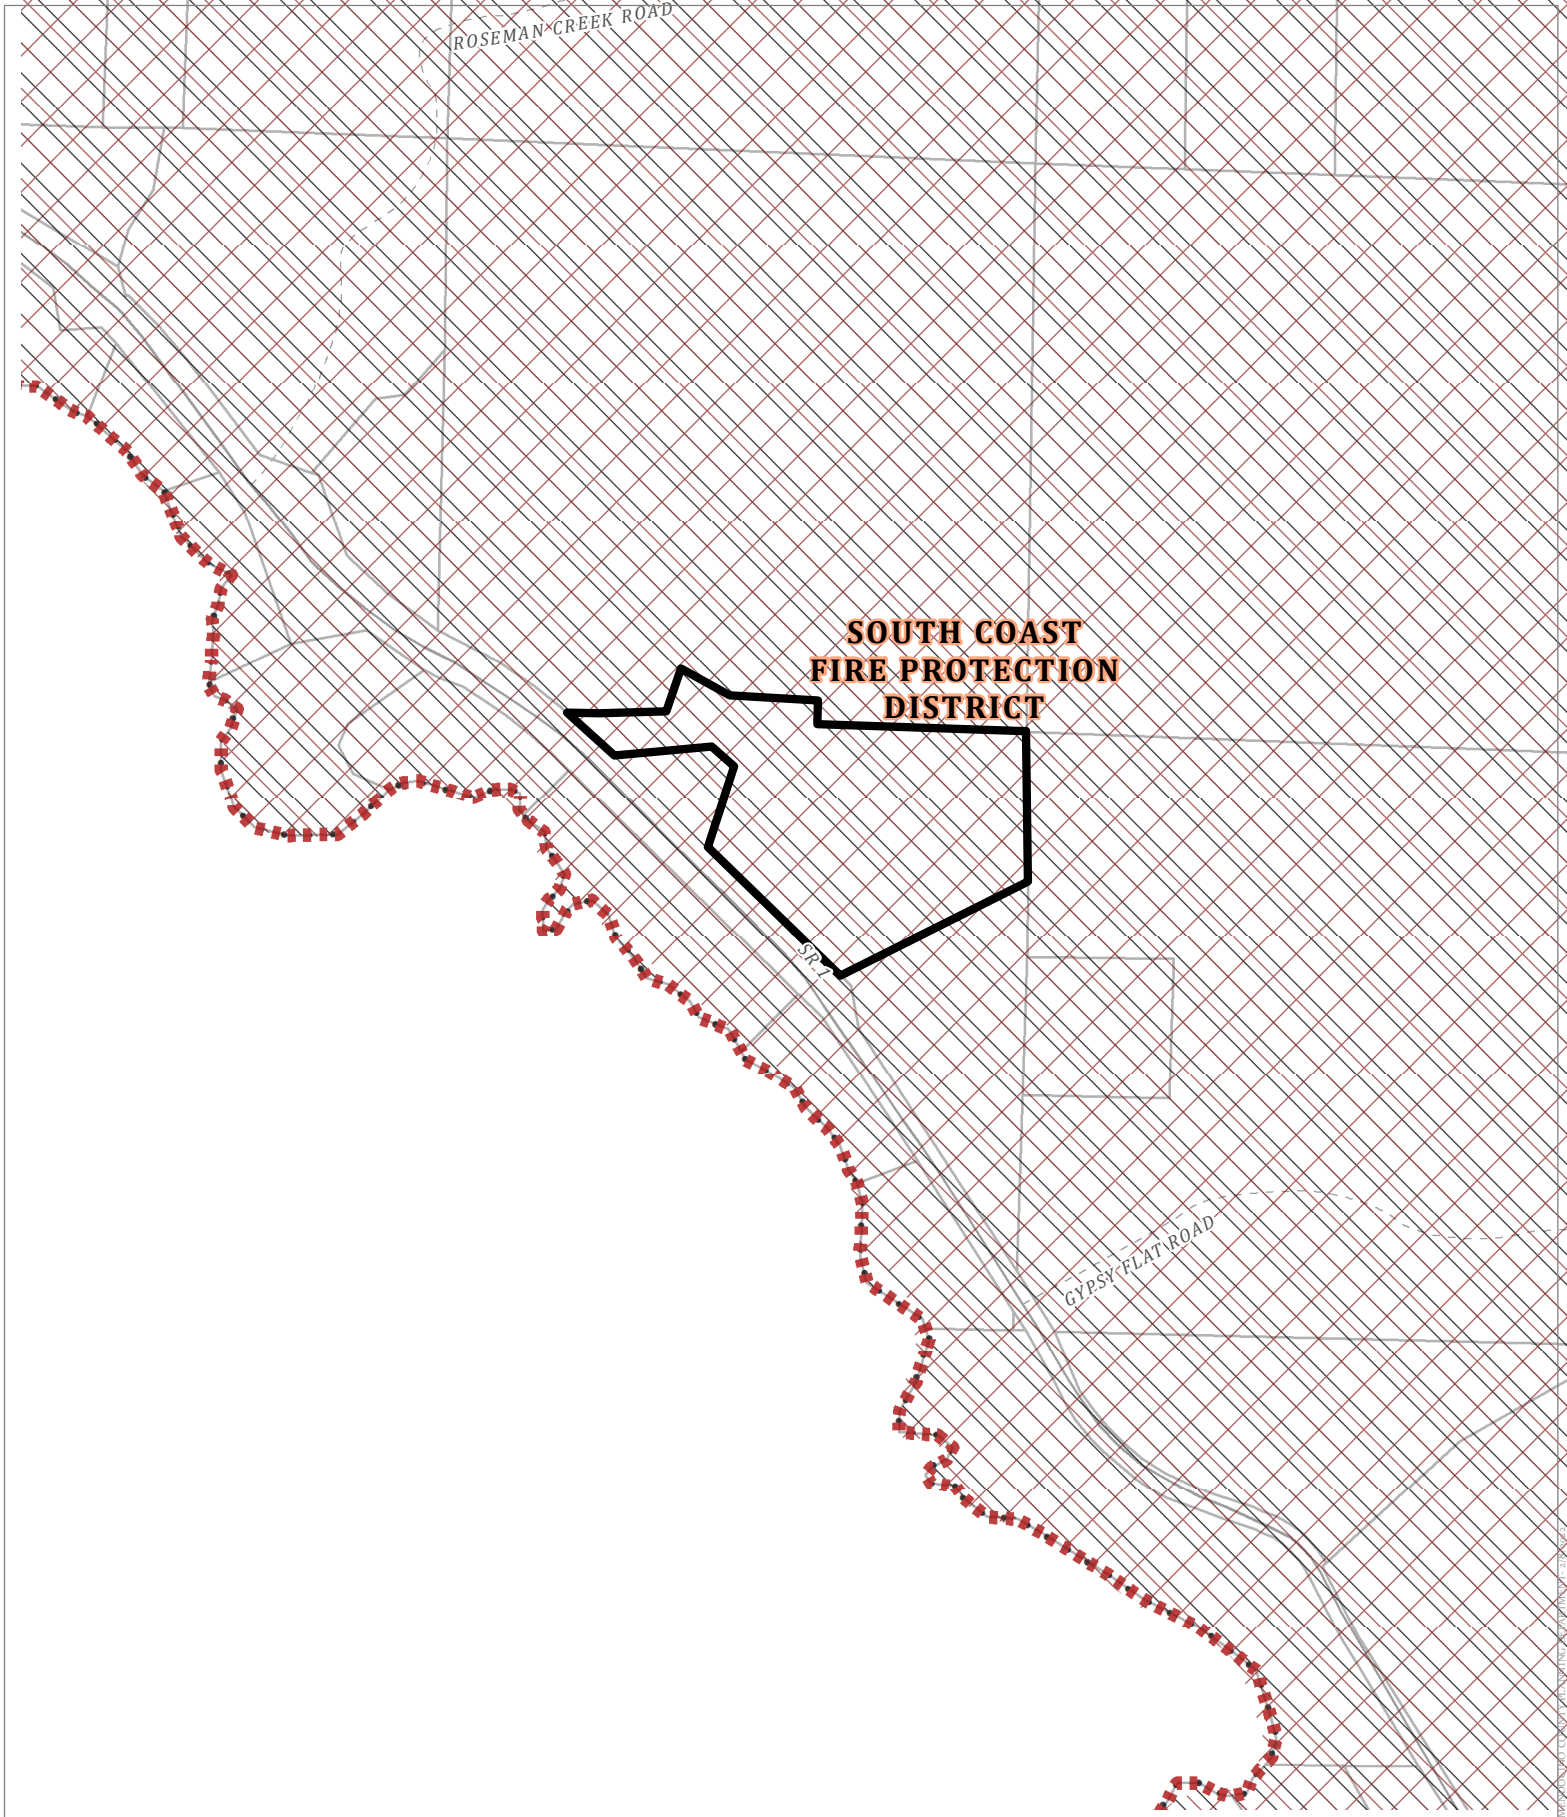 ROSEMAN CREEK ROAD
SOUTH COAST
FIRE PROTECTION
DISTRICT
SR 1
GYPSY FLAT ROAD